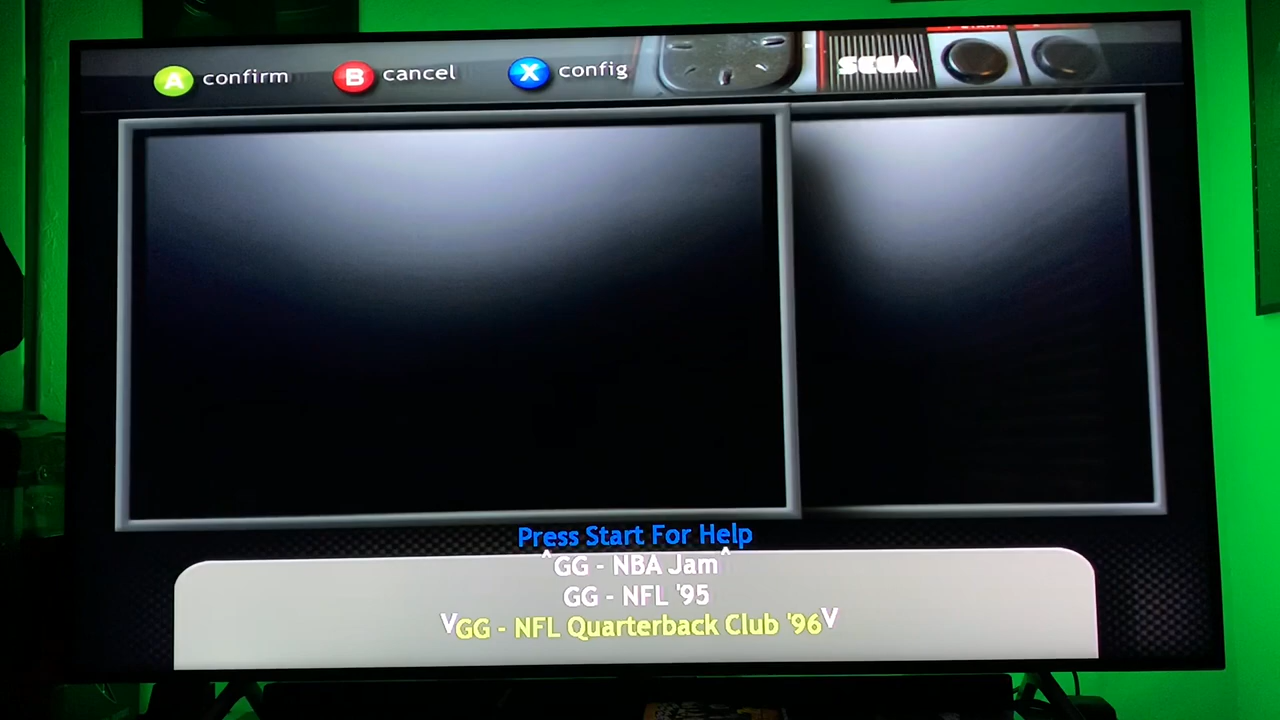 A confirm B cancel X config SEGA
Press Start For Help
^GG - NBA Jam^
GG - NFL '95
VGG - NFL Quarterback Club '96V